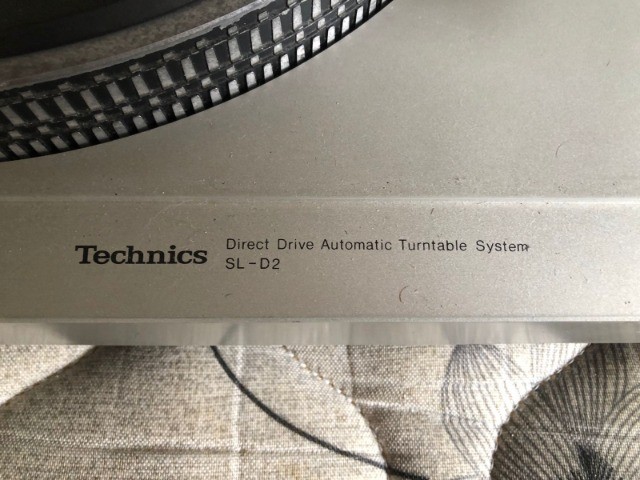 Technics
Direct Drive Automatic Turntable System
SL-D2